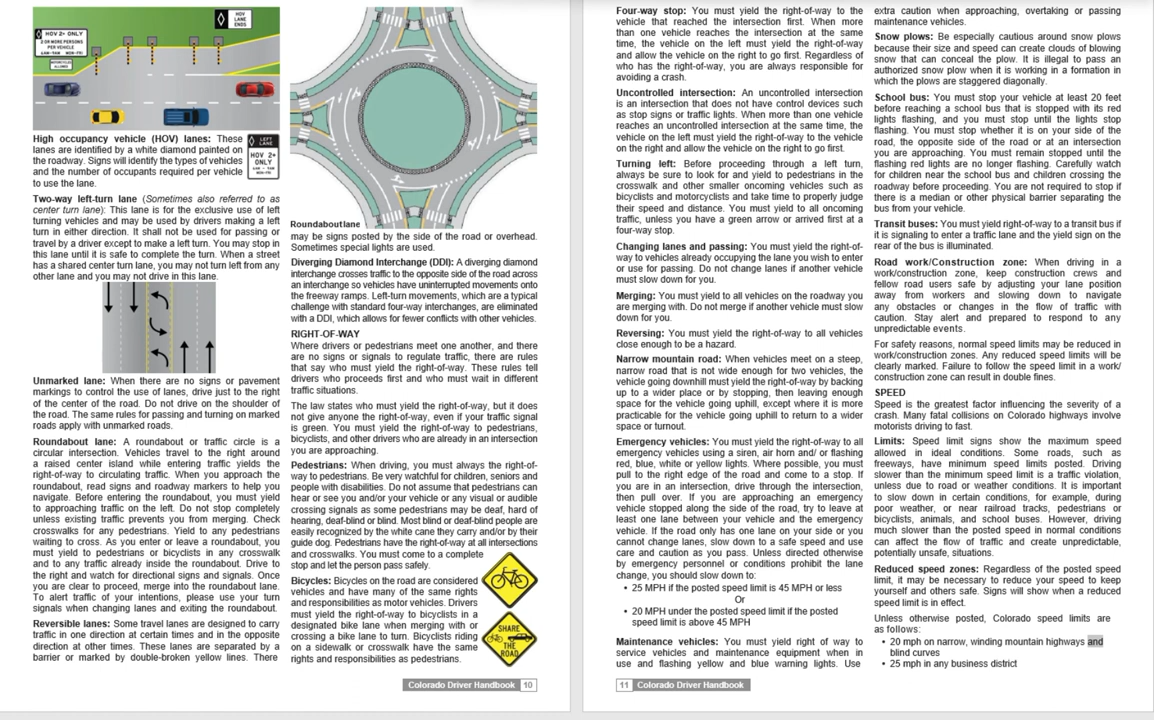 HOV LANE ENDS
HOV 2+ ONLY
2 OR MORE PERSONS PER VEHICLE
MOTORCYCLES ALLOWED
High occupancy vehicle (HOV) lanes: These
lanes are identified by a white diamond painted on
the roadway. Signs will identify the types of vehicles
and the number of occupants required per vehicle
to use the lane.
LEFT LANE
HOV 2+
ONLY
Two-way left-turn lane (Sometimes also referred to as
center turn lane): This lane is for the exclusive use of left
turning vehicles and may be used by drivers making a left
turn in either direction. It shall not be used for passing or
travel by a driver except to make a left turn. You may stop in
this lane until it is safe to complete the turn. When a street
has a shared center turn lane, you may not turn left from any
other lane and you may not drive in this lane.
Unmarked lane: When there are no signs or pavement
markings to control the use of lanes, drive just to the right
of the center of the road. Do not drive on the shoulder of
the road. The same rules for passing and turning on marked
roads apply with unmarked roads.
Roundabout lane: A roundabout or traffic circle is a
circular intersection. Vehicles travel to the right around
a raised center island while entering traffic yields the
right-of-way to circulating traffic. When you approach the
roundabout, read signs and roadway markers to help you
navigate. Before entering the roundabout, you must yield
to approaching traffic on the left. Do not stop completely
unless existing traffic prevents you from merging. Check
crosswalks for any pedestrians. Yield to any pedestrians
waiting to cross. As you enter or leave a roundabout, you
must yield to pedestrians or bicyclists in any crosswalk
and to any traffic already inside the roundabout. Drive to
the right and watch for directional signs and signals. Once
you are clear to proceed, merge into the roundabout lane.
To alert traffic of your intentions, please use your turn
signals when changing lanes and exiting the roundabout.
Reversible lanes: Some travel lanes are designed to carry
traffic in one direction at certain times and in the opposite
direction at other times. These lanes are separated by a
barrier or marked by double-broken yellow lines. There
Roundabout lane
may be signs posted by the side of the road or overhead.
Sometimes special lights are used.
Diverging Diamond Interchange (DDI): A diverging diamond
interchange crosses traffic to the opposite side of the road across
an interchange so vehicles have uninterrupted movements onto
the freeway ramps. Left-turn movements, which are a typical
challenge with standard four-way interchanges, are eliminated
with a DDI, which allows for fewer conflicts with other vehicles.
RIGHT-OF-WAY
Where drivers or pedestrians meet one another, and there
are no signs or signals to regulate traffic, there are rules
that say who must yield the right-of-way. These rules tell
drivers who proceeds first and who must wait in different
traffic situations.
The law states who must yield the right-of-way, but it does
not give anyone the right-of-way, even if your traffic signal
is green. You must yield the right-of-way to pedestrians,
bicyclists, and other drivers who are already in an intersection
you are approaching.
Pedestrians: When driving, you must always the right-of-
way to pedestrians. Be very watchful for children, seniors and
people with disabilities. Do not assume that pedestrians can
hear or see you and/or your vehicle or any visual or audible
crossing signals as some pedestrians may be deaf, hard of
hearing, deaf-blind or blind. Most blind or deaf-blind people are
easily recognized by the white cane they carry and/or by their
guide dog. Pedestrians have the right-of-way at all intersections
and crosswalks. You must come to a complete
stop and let the person pass safely.
Bicycles: Bicycles on the road are considered
vehicles and have many of the same rights
and responsibilities as motor vehicles. Drivers
must yield the right-of-way to bicyclists in a
designated bike lane when merging with or
crossing a bike lane to turn. Bicyclists riding
on a sidewalk or crosswalk have the same
rights and responsibilities as pedestrians.
SHARE
THE
ROAD
Colorado Driver Handbook 10
Four-way stop: You must yield the right-of-way to the
vehicle that reached the intersection first. When more
than one vehicle reaches the intersection at the same
time, the vehicle on the left must yield the right-of-way
and allow the vehicle on the right to go first. Regardless of
who has the right-of-way, you are always responsible for
avoiding a crash.
Uncontrolled intersection: An uncontrolled intersection
is an intersection that does not have control devices such
as stop signs or traffic lights. When more than one vehicle
reaches an uncontrolled intersection at the same time, the
vehicle on the left must yield the right-of-way to the vehicle
on the right and allow the vehicle on the right to go first.
Turning left: Before proceeding through a left turn,
always be sure to look for and yield to pedestrians in the
crosswalk and other smaller oncoming vehicles such as
bicyclists and motorcyclists and take time to properly judge
their speed and distance. You must yield to all oncoming
traffic, unless you have a green arrow or arrived first at a
four-way stop.
Changing lanes and passing: You must yield the right-of-
way to vehicles already occupying the lane you wish to enter
or use for passing. Do not change lanes if another vehicle
must slow down for you.
Merging: You must yield to all vehicles on the roadway you
are merging with. Do not merge if another vehicle must slow
down for you.
Reversing: You must yield the right-of-way to all vehicles
close enough to be a hazard.
Narrow mountain road: When vehicles meet on a steep,
narrow road that is not wide enough for two vehicles, the
vehicle going downhill must yield the right-of-way by backing
up to a wider place or by stopping, then leaving enough
space for the vehicle going uphill, except where it is more
practicable for the vehicle going uphill to return to a wider
space or turnout.
Emergency vehicles: You must yield the right-of-way to all
emergency vehicles using a siren, air horn and/ or flashing
red, blue, white or yellow lights. Where possible, you must
pull to the right edge of the road and come to a stop. If
you are in an intersection, drive through the intersection,
then pull over. If you are approaching an emergency
vehicle stopped along the side of the road, try to leave at
least one lane between your vehicle and the emergency
vehicle. If the road only has one lane on your side or you
cannot change lanes, slow down to a safe speed and use
care and caution as you pass. Unless directed otherwise
by emergency personnel or conditions prohibit the lane
change, you should slow down to:
• 25 MPH if the posted speed limit is 45 MPH or less
Or
• 20 MPH under the posted speed limit if the posted
speed limit is above 45 MPH
Maintenance vehicles: You must yield right of way to
service vehicles and maintenance equipment when in
use and flashing yellow and blue warning lights. Use
extra caution when approaching, overtaking or passing
maintenance vehicles.
Snow plows: Be especially cautious around snow plows
because their size and speed can create clouds of blowing
snow that can conceal the plow. It is illegal to pass an
authorized snow plow when it is working in a formation in
which the plows are staggered diagonally.
School bus: You must stop your vehicle at least 20 feet
before reaching a school bus that is stopped with its red
lights flashing, and you must stop until the lights stop
flashing. You must stop whether it is on your side of the
road, the opposite side of the road or at an intersection
you are approaching. You must remain stopped until the
flashing red lights are no longer flashing. Carefully watch
for children near the school bus and children crossing the
roadway before proceeding. You are not required to stop if
there is a median or other physical barrier separating the
bus from your vehicle.
Transit buses: You must yield right-of-way to a transit bus if
it is signaling to enter a traffic lane and the yield sign on the
rear of the bus is illuminated.
Road work/Construction zone: When driving in a
work/construction zone, keep construction crews and
fellow road users safe by adjusting your lane position
away from workers and slowing down to navigate
any obstacles or changes in the flow of traffic with
caution. Stay alert and prepared to respond to any
unpredictable events.
For safety reasons, normal speed limits may be reduced in
work/construction zones. Any reduced speed limits will be
clearly marked. Failure to follow the speed limit in a work/
construction zone can result in double fines.
SPEED
Speed is the greatest factor influencing the severity of a
crash. Many fatal collisions on Colorado highways involve
motorists driving to fast.
Limits: Speed limit signs show the maximum speed
allowed in ideal conditions. Some roads, such as
freeways, have minimum speed limits posted. Driving
slower than the minimum speed limit is a traffic violation,
unless due to road or weather conditions. It is important
to slow down in certain conditions, for example, during
poor weather, or near railroad tracks, pedestrians or
bicyclists, animals, and school buses. However, driving
much slower than the posted speed in normal conditions
can affect the flow of traffic and create unpredictable,
potentially unsafe, situations.
Reduced speed zones: Regardless of the posted speed
limit, it may be necessary to reduce your speed to keep
yourself and others safe. Signs will show when a reduced
speed limit is in effect.
Unless otherwise posted, Colorado speed limits are
as follows:
• 20 mph on narrow, winding mountain highways and
blind curves
• 25 mph in any business district
11 Colorado Driver Handbook